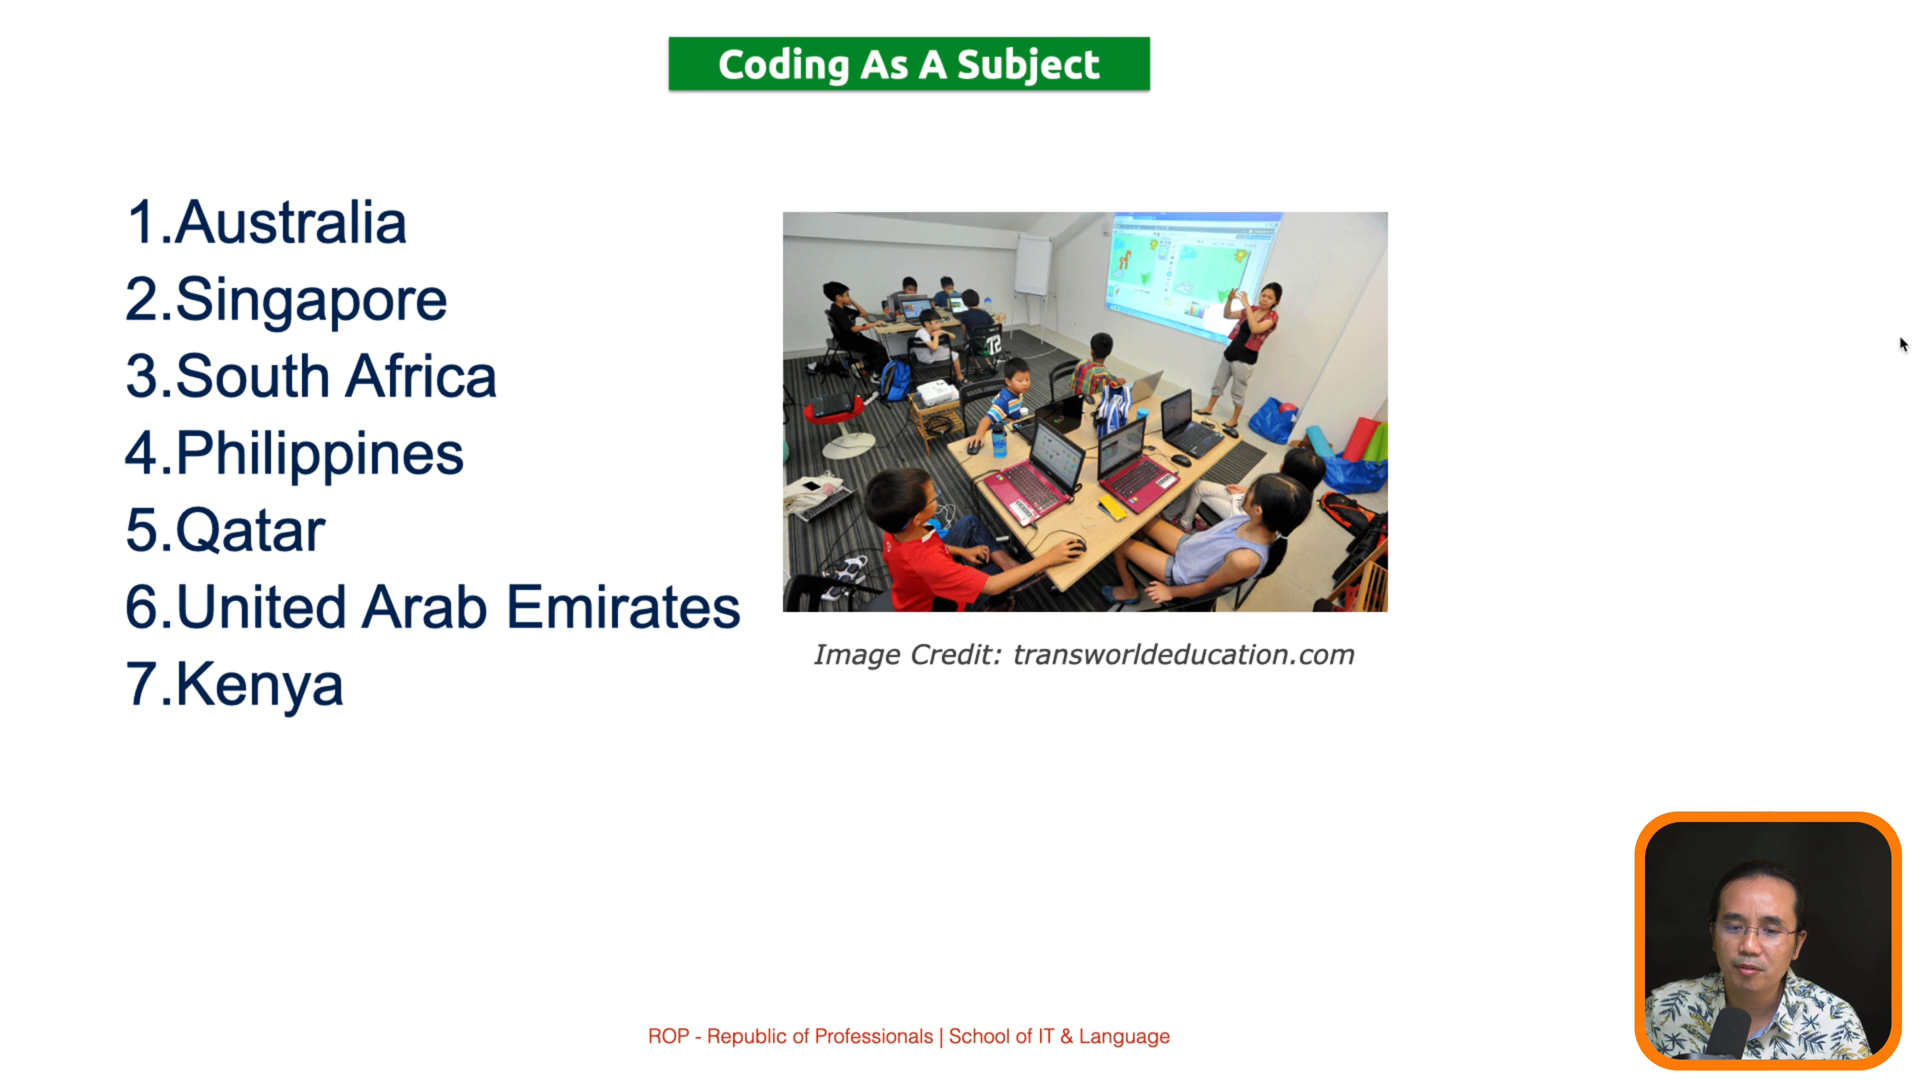 Coding As A Subject
1.Australia
2.Singapore
3.South Africa
4.Philippines
5.Qatar
6.United Arab Emirates
7.Kenya
Image Credit: transworldeducation.com
ROP - Republic of Professionals | School of IT & Language